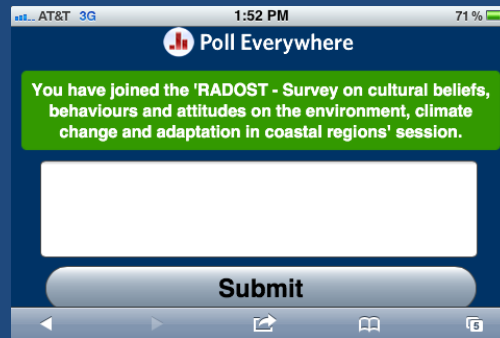 AT&T 3G 1:52 PM 71 %
Poll Everywhere
You have joined the 'RADOST - Survey on cultural beliefs,
behaviours and attitudes on the environment, climate
change and adaptation in coastal regions' session.
Submit
5